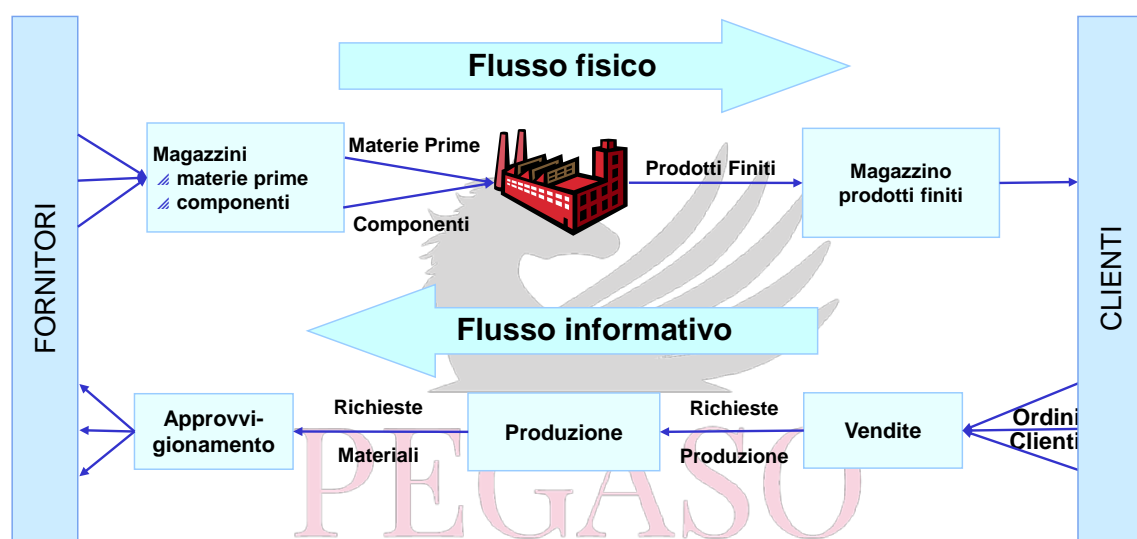 Flusso fisico
FORNITORI
Magazzini
materie prime
componenti
Materie Prime
Componenti
Prodotti Finiti
Magazzino
prodotti finiti
CLIENTI
Flusso informativo
Approvvi-
gionamento
Richieste
Materiali
Produzione
Richieste
Produzione
Vendite
Ordini
Clienti
PEGASO